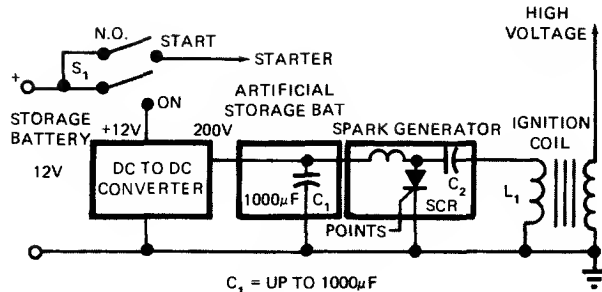 N.O.
START
STARTER
S1
+
ON
STORAGE
BATTERY
12V
+12V
200V
ARTIFICIAL
STORAGE BAT
SPARK GENERATOR
HIGH
VOLTAGE
IGNITION
COIL
DC TO DC
CONVERTER
1000μF
C1
C2
SCR
L1
POINTS
C1 = UP TO 1000μF